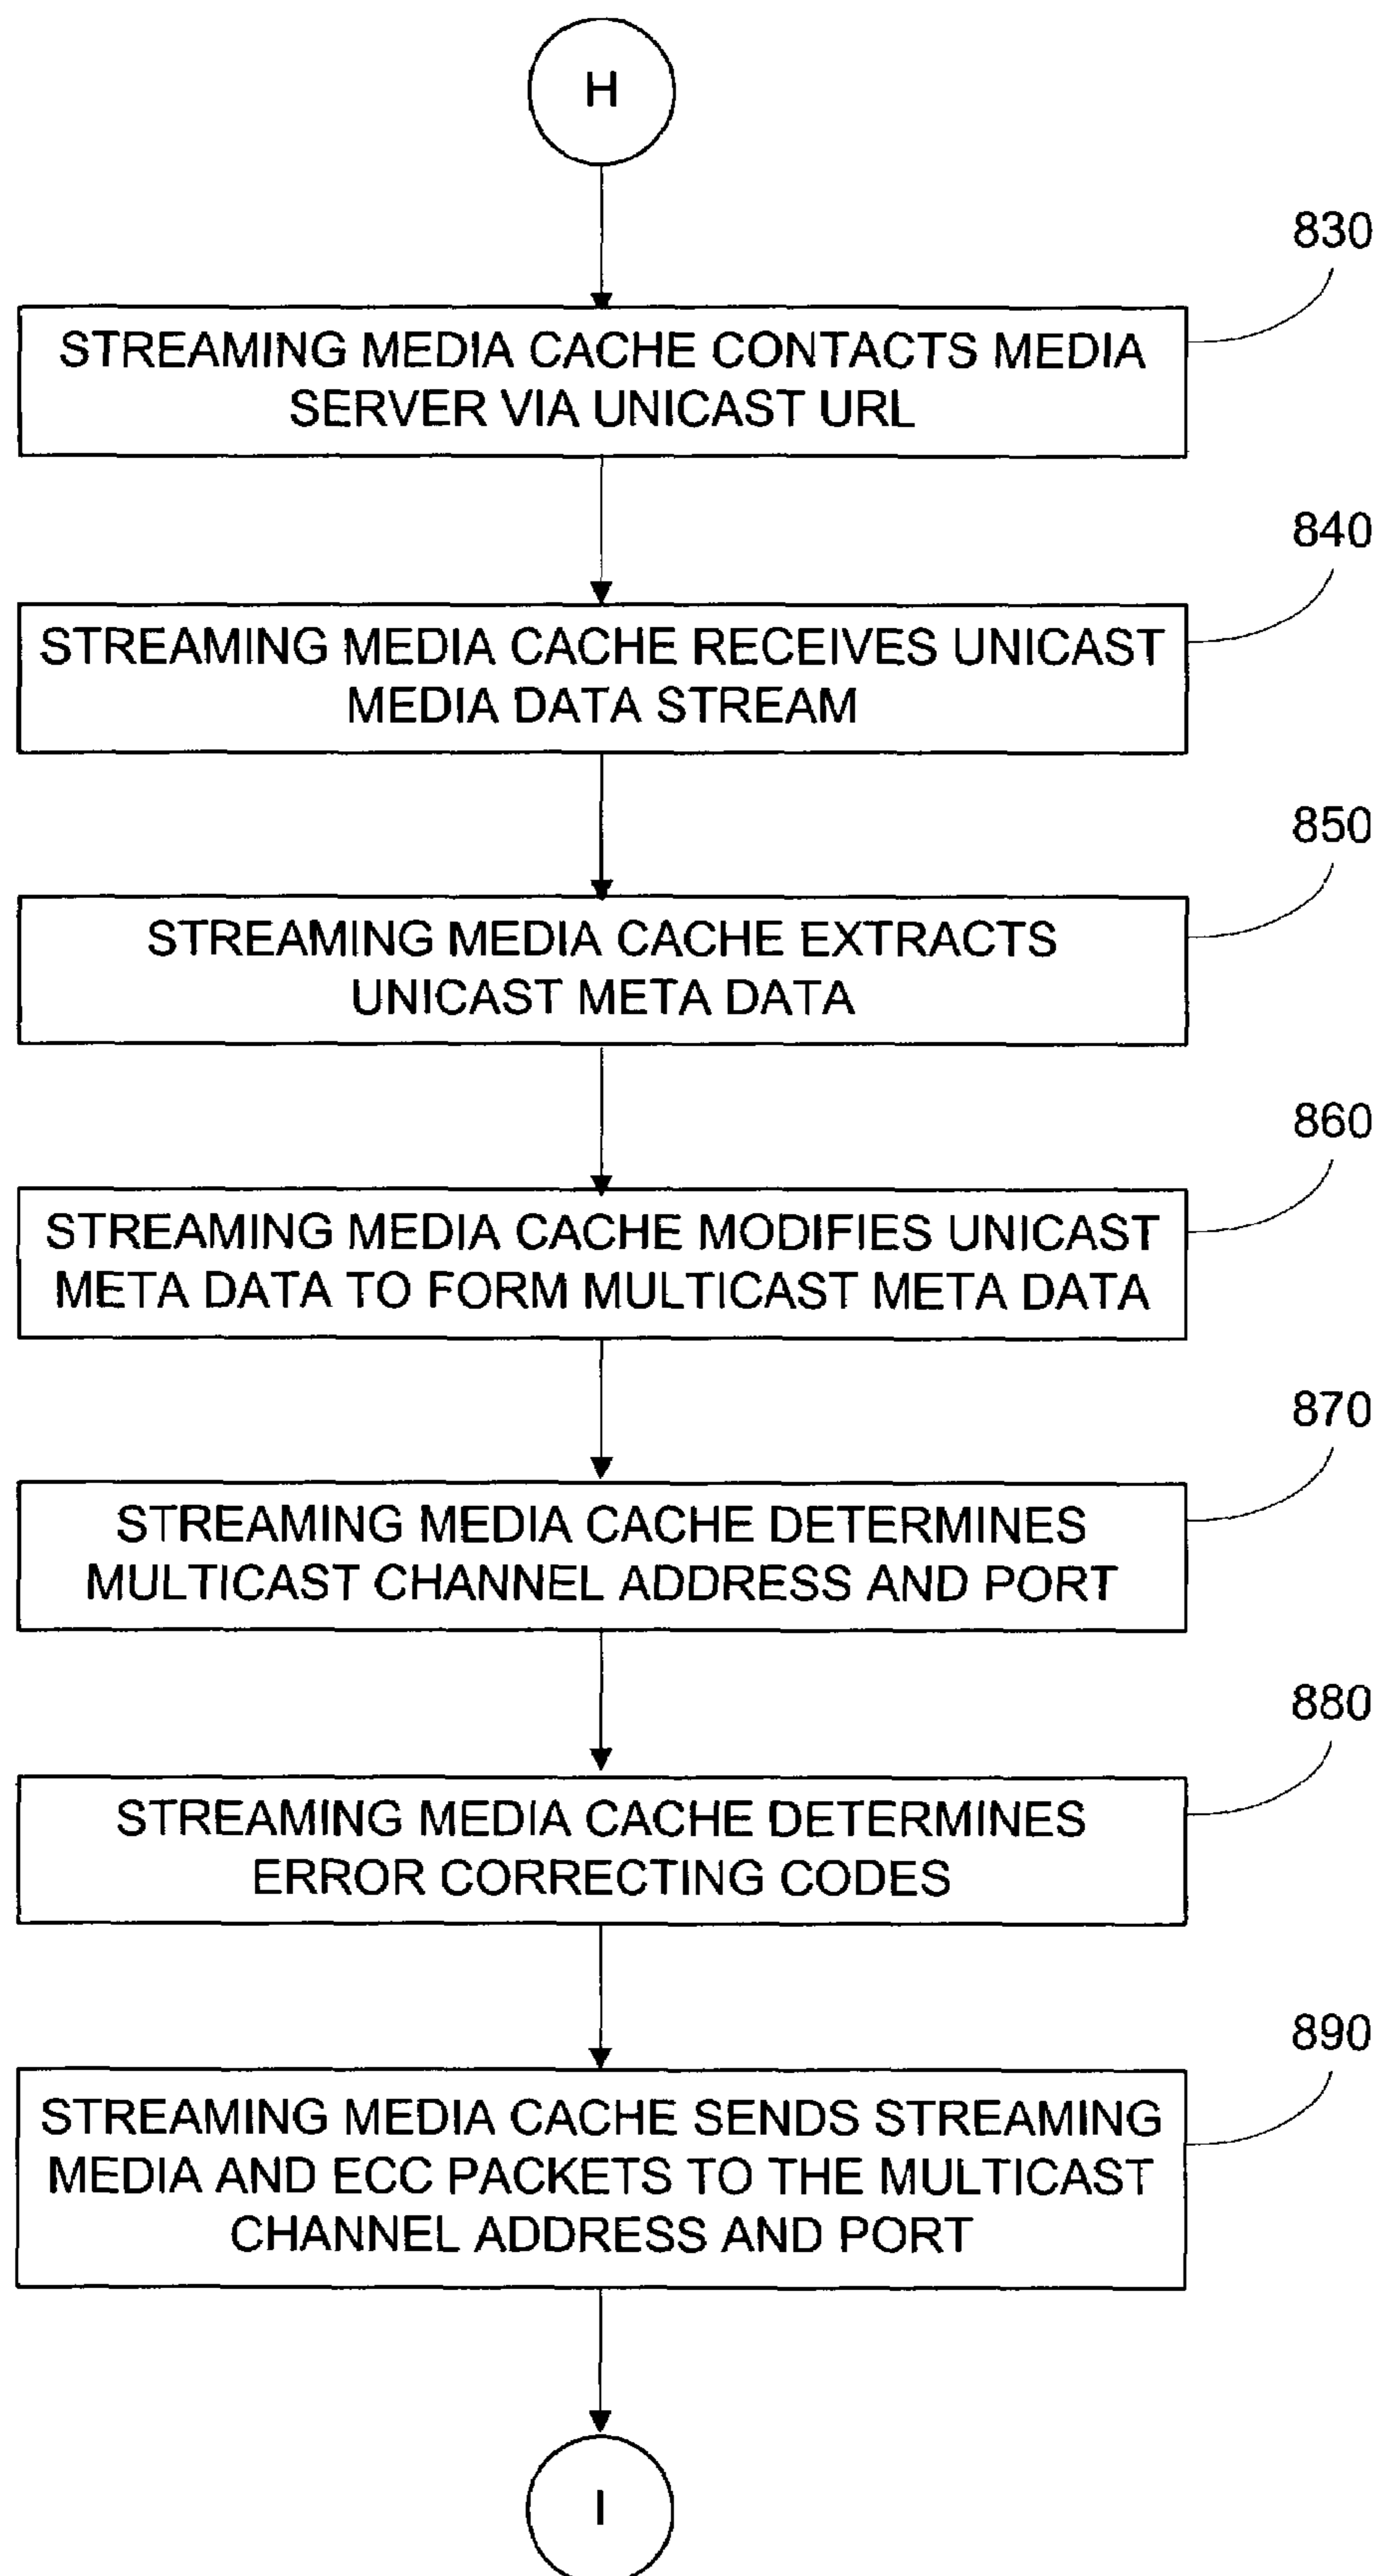 H
830
STREAMING MEDIA CACHE CONTACTS MEDIA
SERVER VIA UNICAST URL
840
STREAMING MEDIA CACHE RECEIVES UNICAST
MEDIA DATA STREAM
850
STREAMING MEDIA CACHE EXTRACTS
UNICAST META DATA
860
STREAMING MEDIA CACHE MODIFIES UNICAST
META DATA TO FORM MULTICAST META DATA
870
STREAMING MEDIA CACHE DETERMINES
MULTICAST CHANNEL ADDRESS AND PORT
880
STREAMING MEDIA CACHE DETERMINES
ERROR CORRECTING CODES
890
STREAMING MEDIA CACHE SENDS STREAMING
MEDIA AND ECC PACKETS TO THE MULTICAST
CHANNEL ADDRESS AND PORT
I